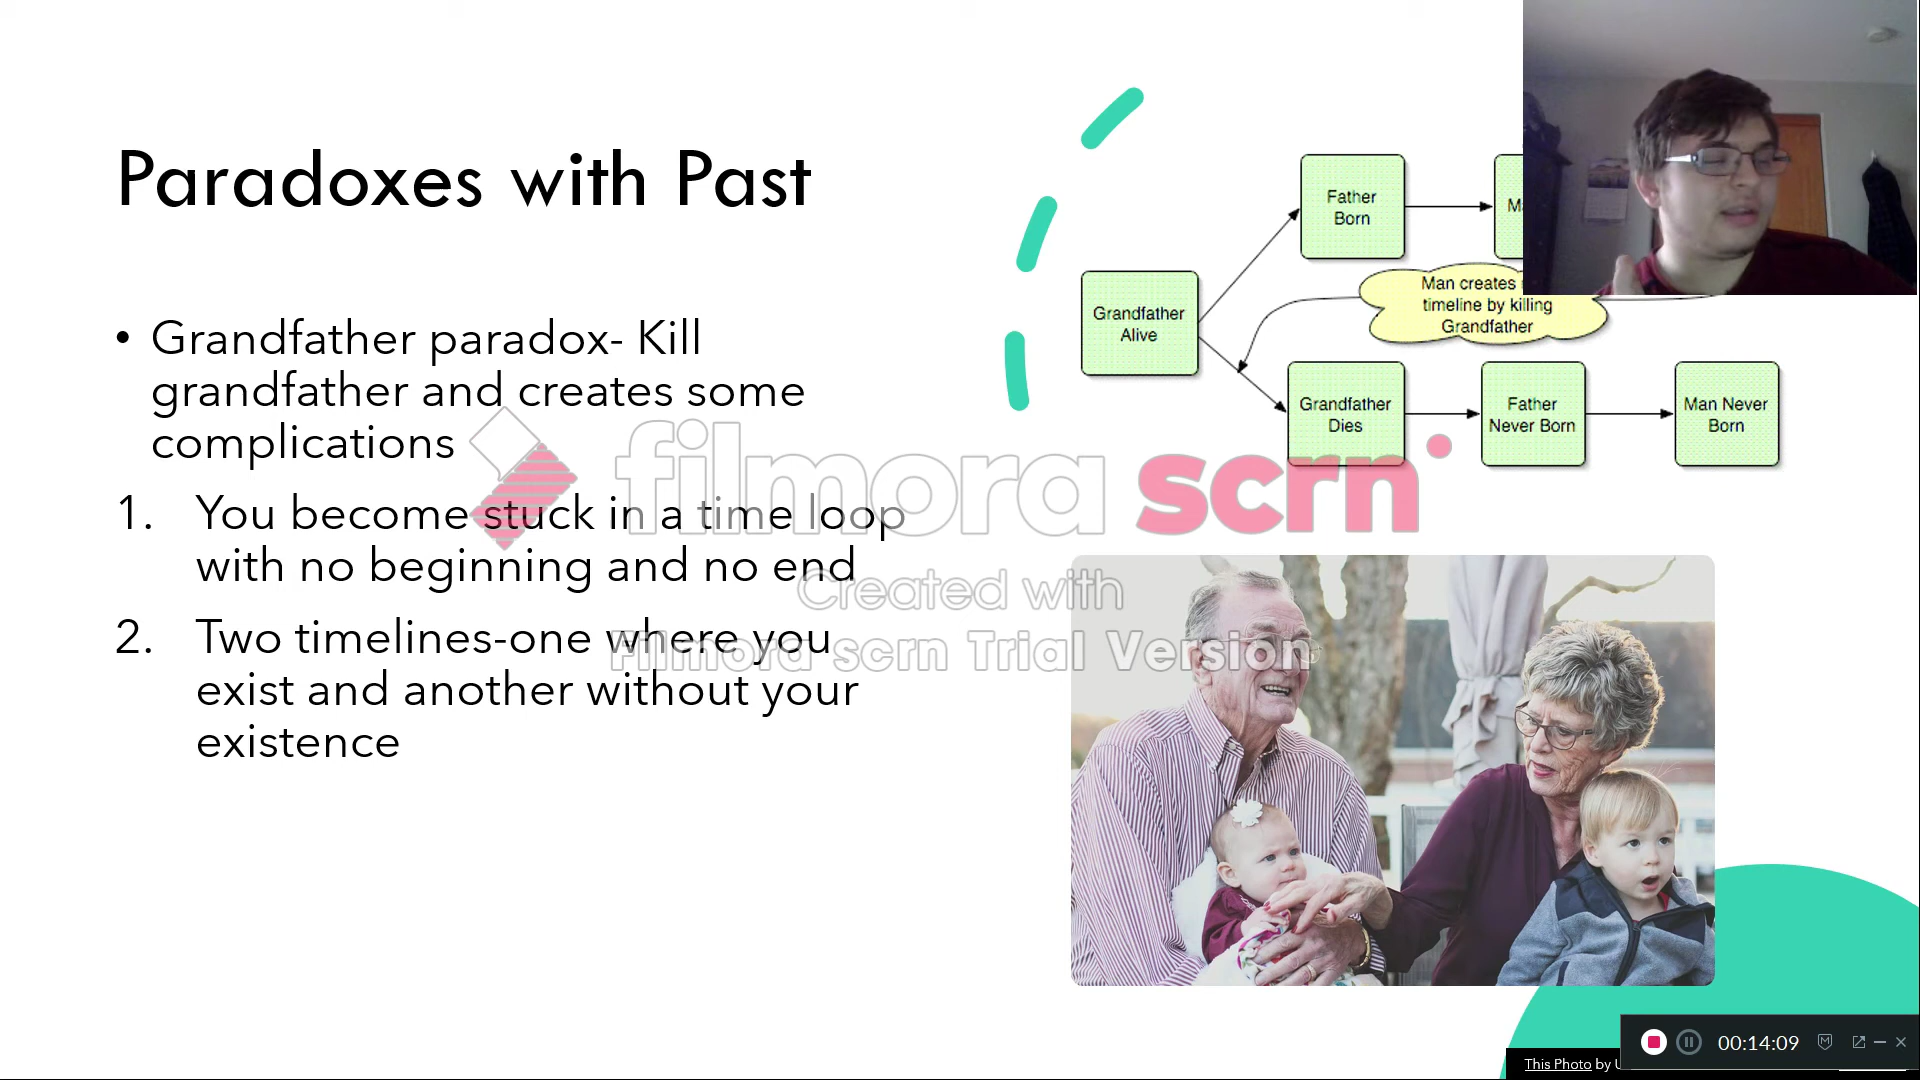 Paradoxes with Past
• Grandfather paradox- Kill
grandfather and creates some
complications
1. You become stuck in a time loop
with no beginning and no end
2. Two timelines-one where you
exist and another without your
existence
Father
Born
Grandfather
Alive
Man creates
timeline by killing
Grandfather
Grandfather
Dies
Father
Never Born
Man Never
Born
filmora scrn
Created with
Filmora scrn Trial Version
00:14:09
This Photo by